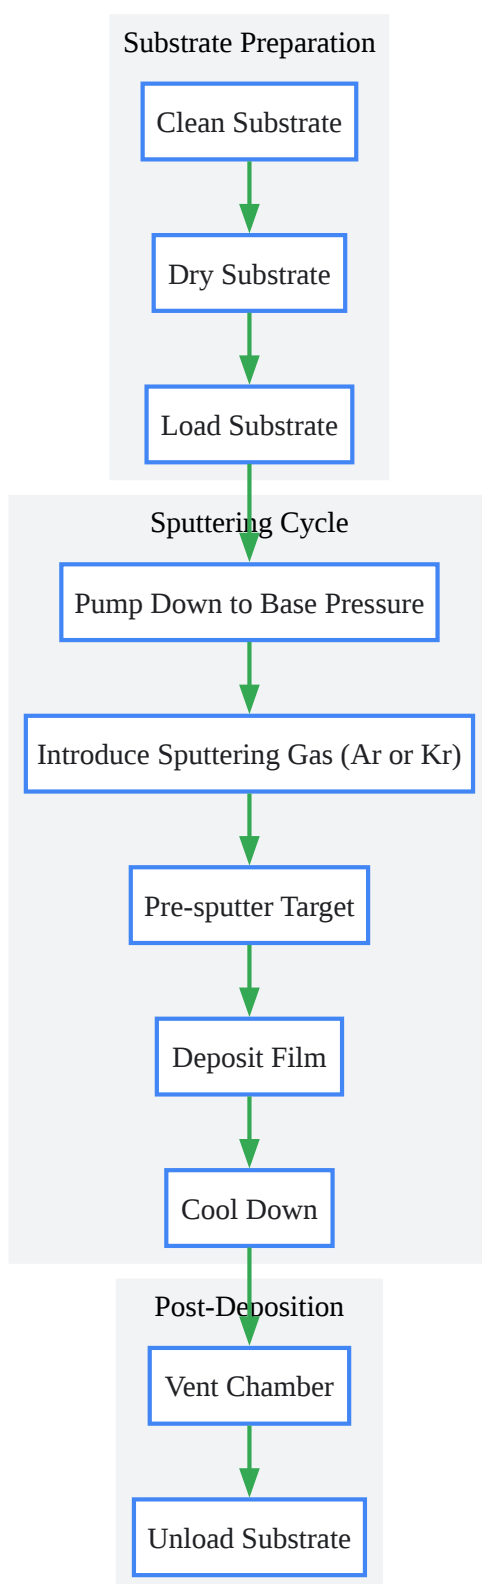 Substrate Preparation
Clean Substrate
Dry Substrate
Load Substrate
Sputtering Cycle
Pump Down to Base Pressure
Introduce Sputtering Gas (Ar or Kr)
Pre-sputter Target
Deposit Film
Cool Down
Post-Deposition
Vent Chamber
Unload Substrate